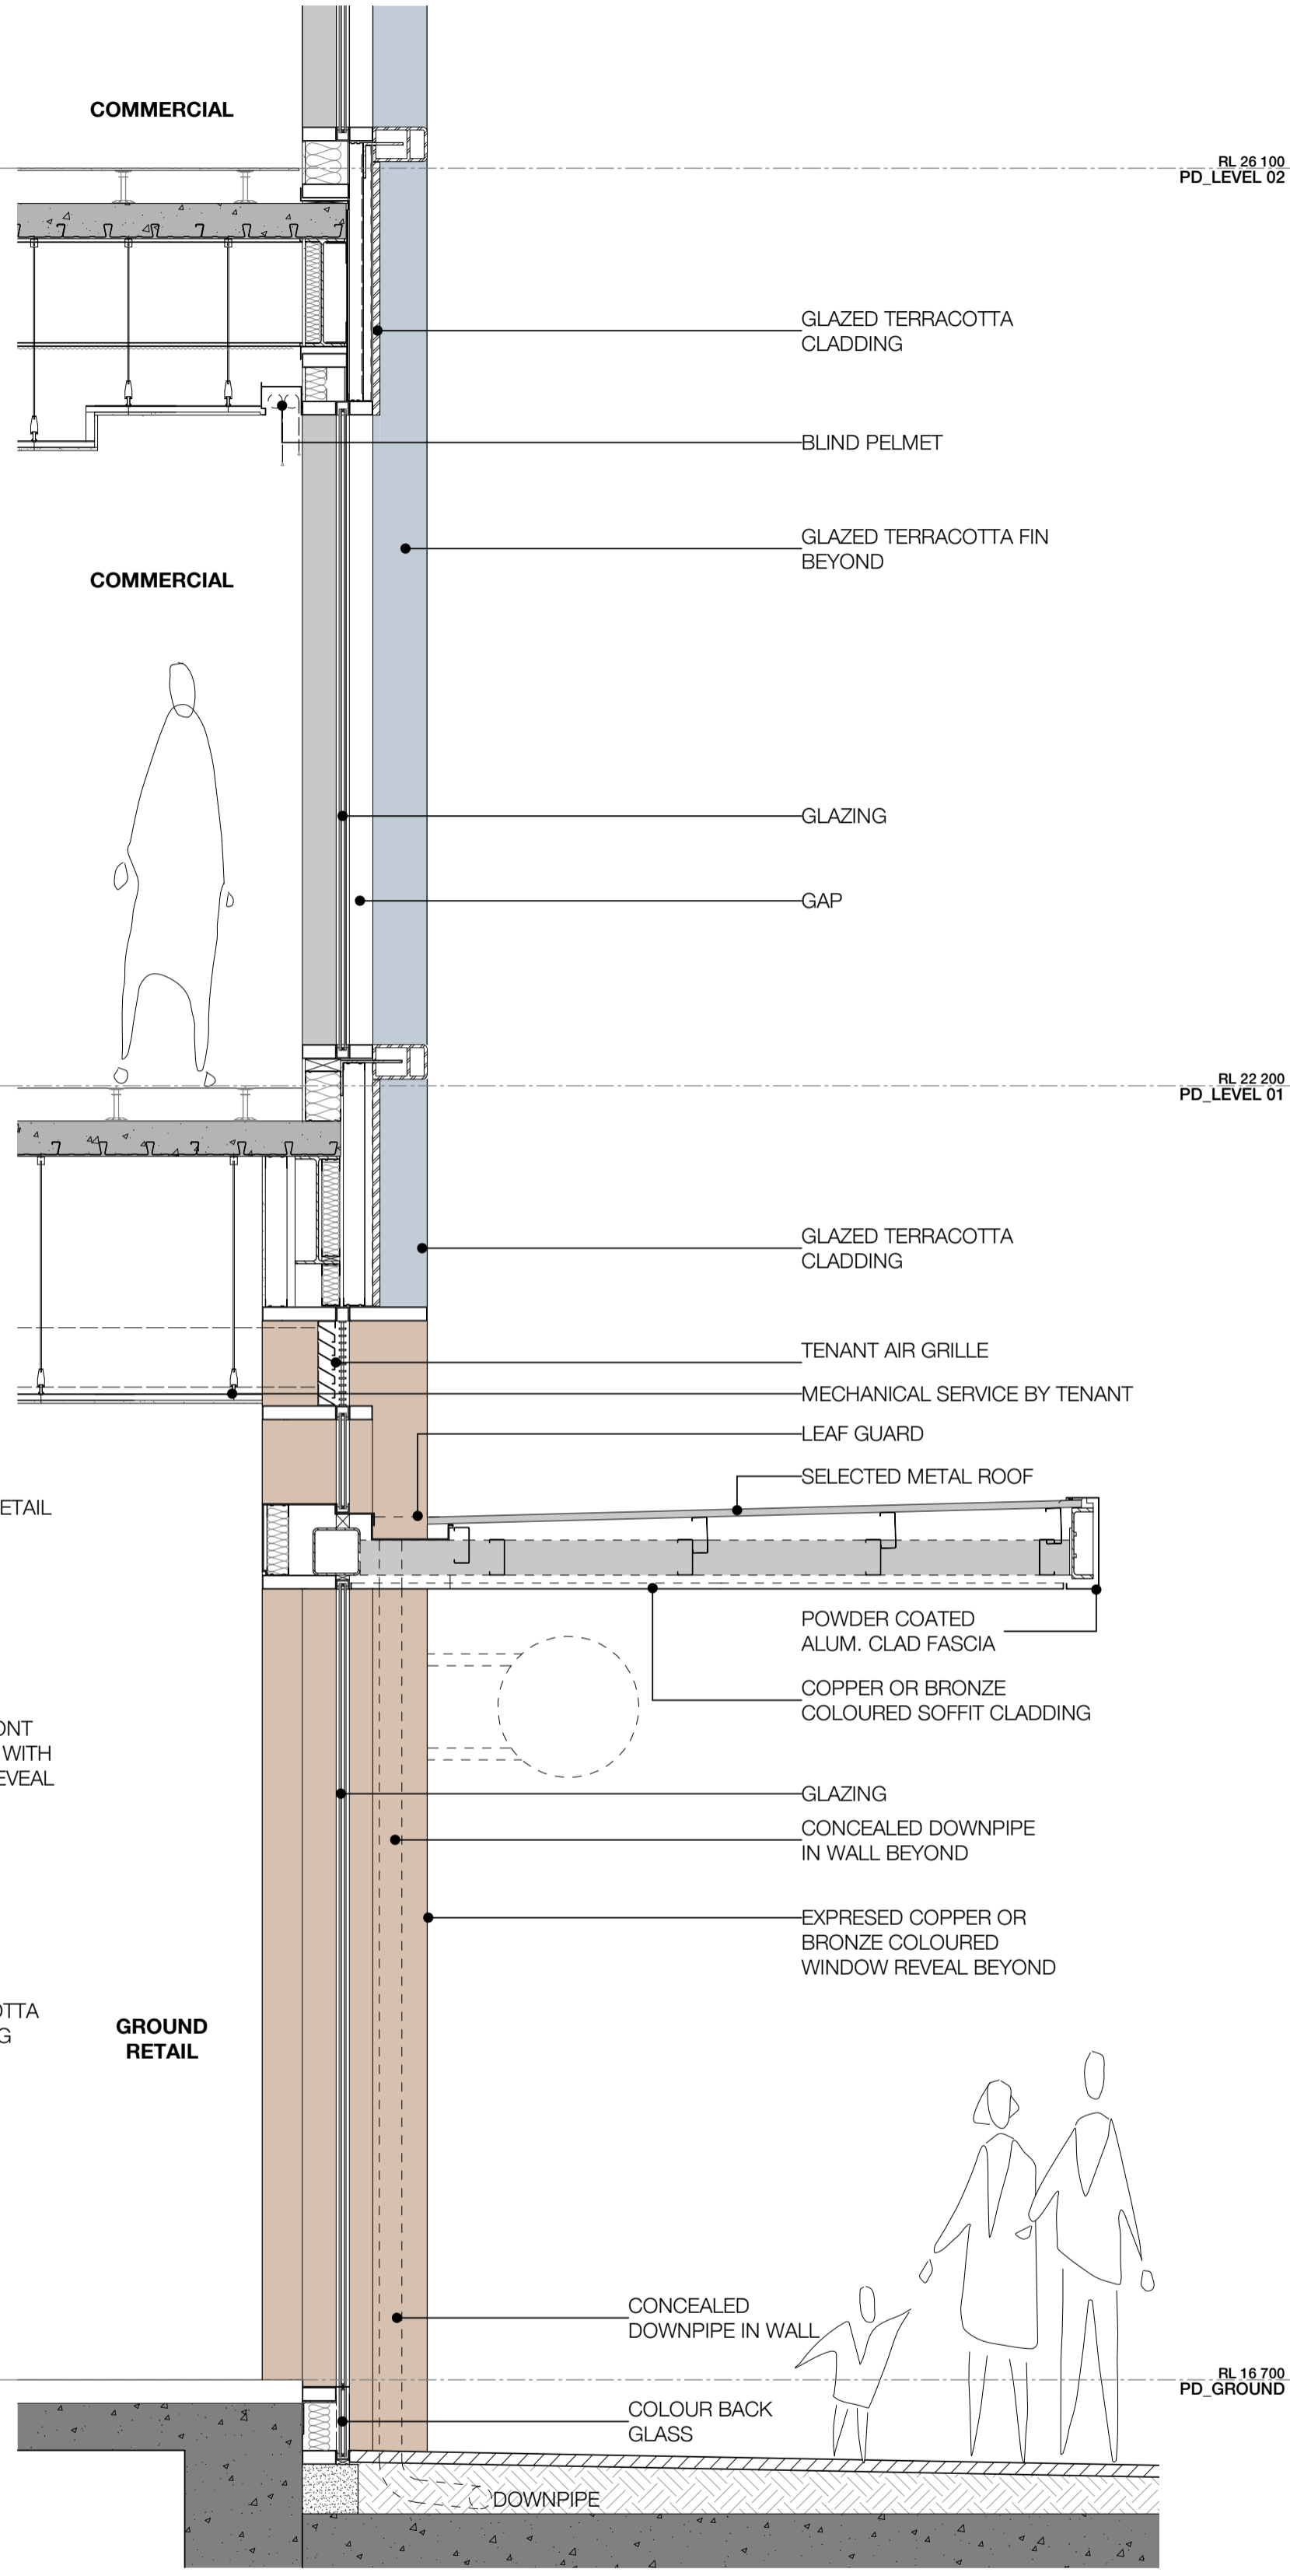 COMMERCIAL
RL 26 100
PD_LEVEL 02
GLAZED TERRACOTTA
CLADDING
BLIND PELMET
GLAZED TERRACOTTA FIN
BEYOND
COMMERCIAL
GLAZING
GAP
RL 22 200
PD_LEVEL 01
GLAZED TERRACOTTA
CLADDING
TENANT AIR GRILLE
MECHANICAL SERVICE BY TENANT
LEAF GUARD
SELECTED METAL ROOF
ETAIL
POWDER COATED
ALUM. CLAD FASCIA
COPPER OR BRONZE
COLOURED SOFFIT CLADDING
ONT
WITH
EVEAL
GLAZING
CONCEALED DOWNPIPE
IN WALL BEYOND
EXPRESED COPPER OR
BRONZE COLOURED
WINDOW REVEAL BEYOND
OTTA
G
GROUND
RETAIL
CONCEALED
DOWNPIPE IN WALL
RL 16 700
PD_GROUND
COLOUR BACK
GLASS
DOWNPIPE